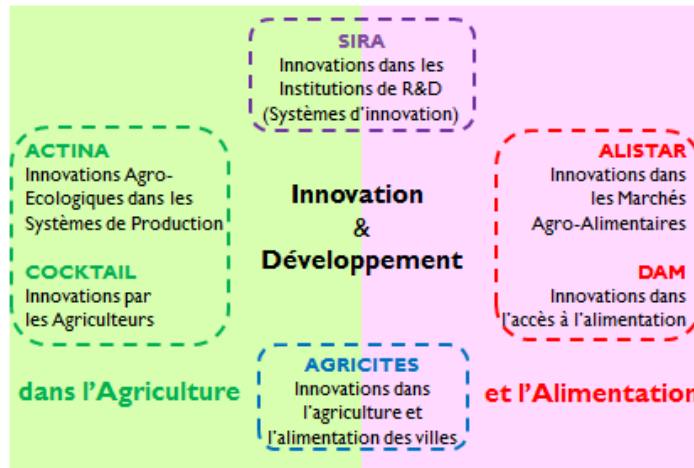 SIRA
Innovations dans les
Institutions de R&D
(Systèmes d'innovation)
ACTINA
Innovations Agro-
Ecologiques dans les
Systèmes de Production
COCKTAIL
Innovations par
les Agriculteurs
Innovation
&
Développement
ALISTAR
Innovations dans
les Marchés
Agro-Alimentaires
DAM
Innovations dans
l'accès à l'alimentation
dans l'Agriculture
AGRICITES
Innovations dans
l'agriculture et
l'alimentation des villes
et l'Alimentation